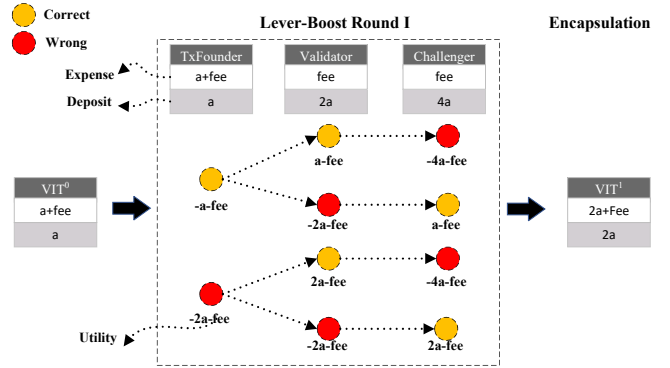 Correct
Wrong
Lever-Boost Round I
Encapsulation
Expense
Deposit
TxFounder
a+fee
a
Validator
fee
2a
Challenger
fee
4a
VIT⁰
a+fee
a
-a-fee
a-fee
-4a-fee
-2a-fee
a-fee
-2a-fee
2a-fee
-4a-fee
-2a-fee
2a-fee
Utility
VIT¹
2a+Fee
2a